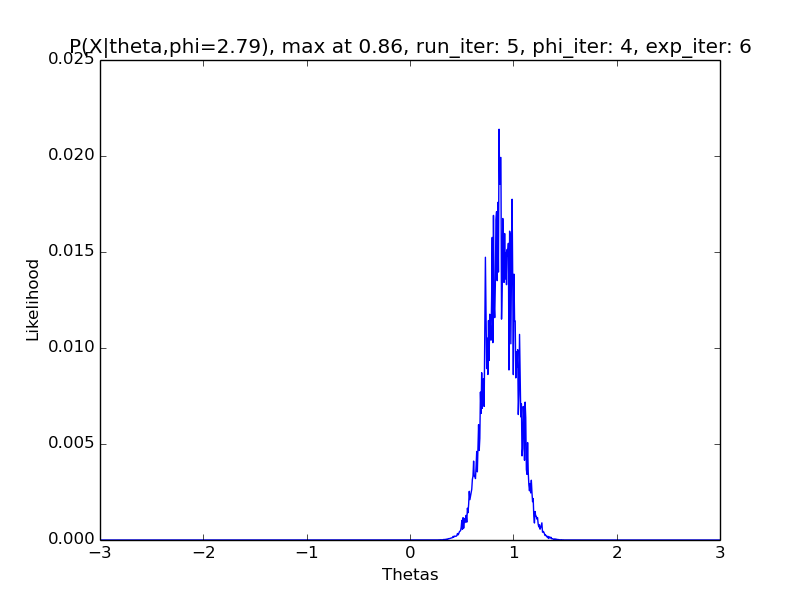 P(X|theta,phi=2.79), max at 0.86, run_iter: 5, phi_iter: 4, exp_iter: 6
0.025
0.020
0.015
0.010
0.005
0.000
Likelihood
−3 −2 −1 0 1 2 3
Thetas